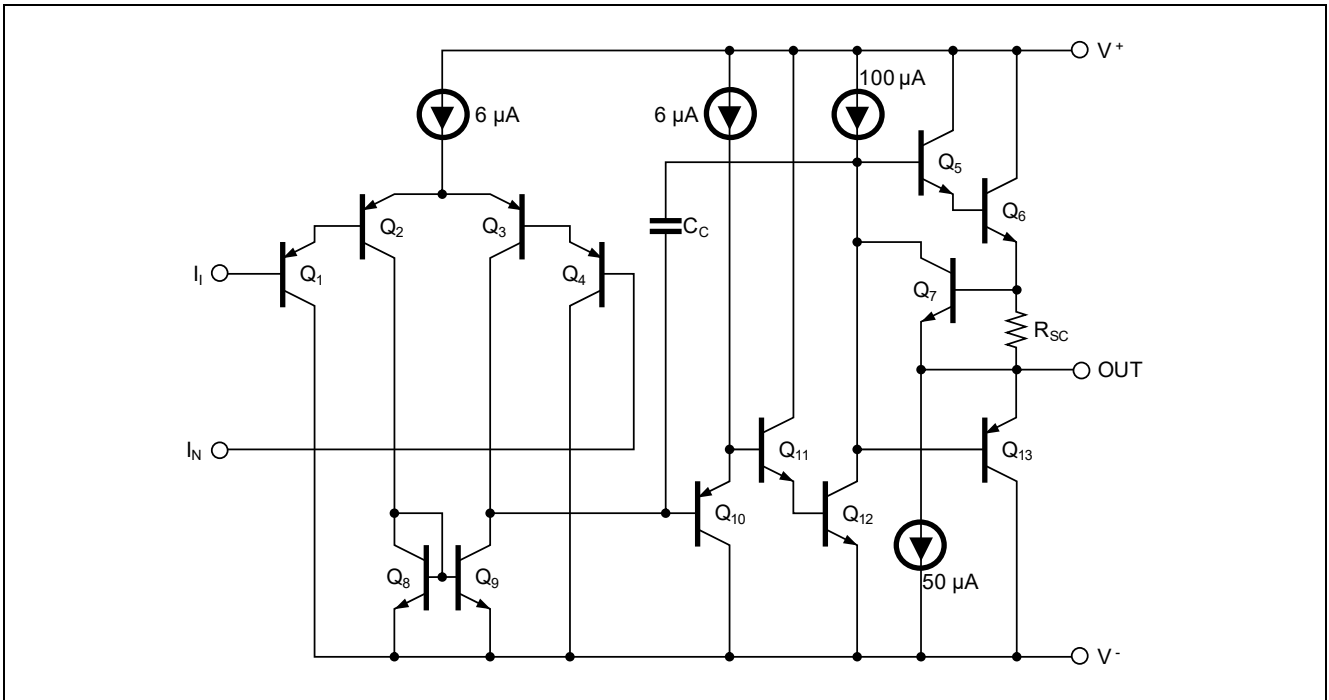 V+
100 µA
6 µA
6 µA
Q5
Q6
Q2
Q3
CC
Q1
Q4
II
Q7
RSC
OUT
IN
Q11
Q13
Q10
Q12
Q8
Q9
50 µA
V-